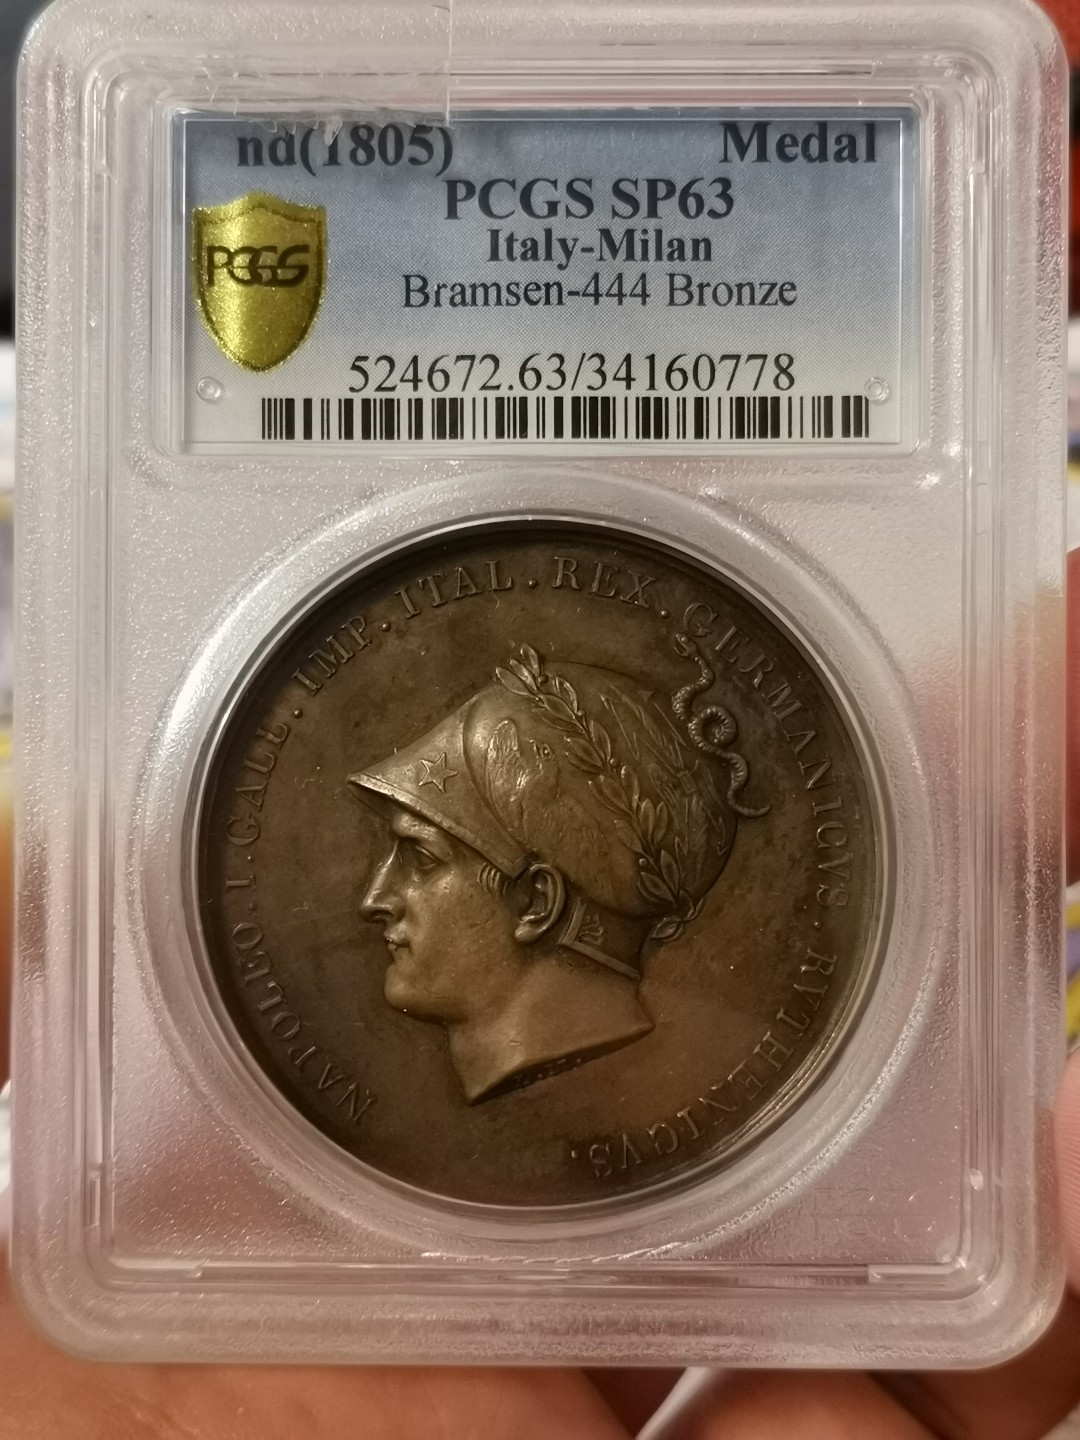 nd(1805) Medal
PCGS SP63
Italy-Milan
Bramsen-444 Bronze
PCGS
524672.63/34160778
NAPOLEO . I . GALL . IMP . ITAL . REX . GERMANICVS . RVTHENICVS .